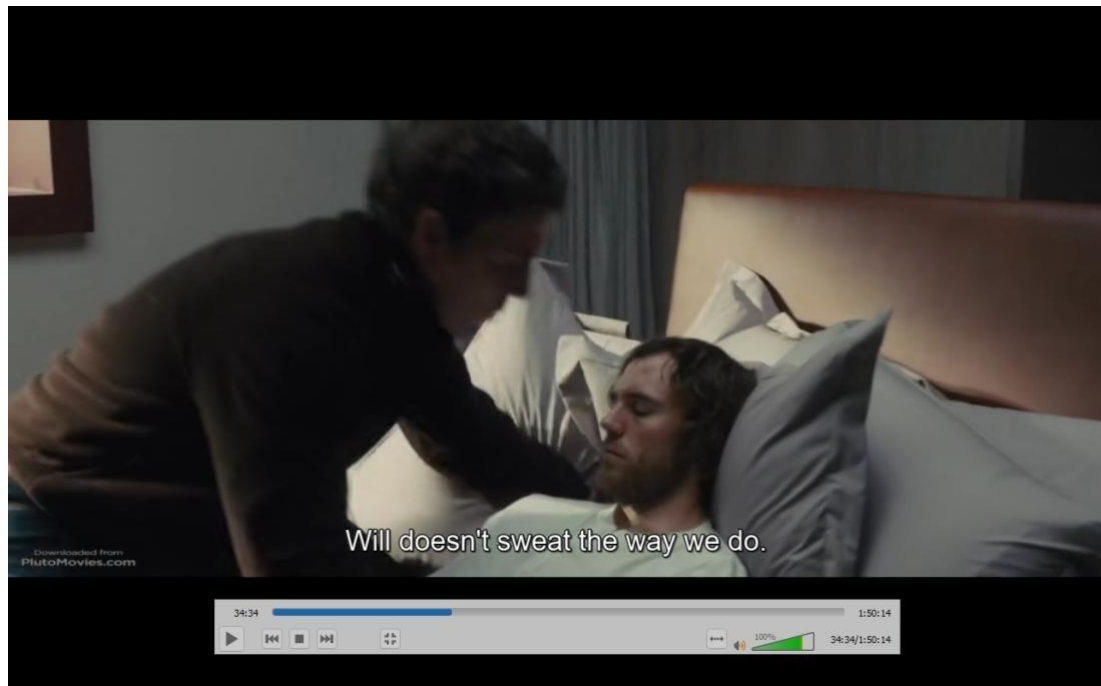 Will doesn't sweat the way we do.
Downloaded from
PlutoMovies.com
34:34
1:50:14
100%
34:34/1:50:14